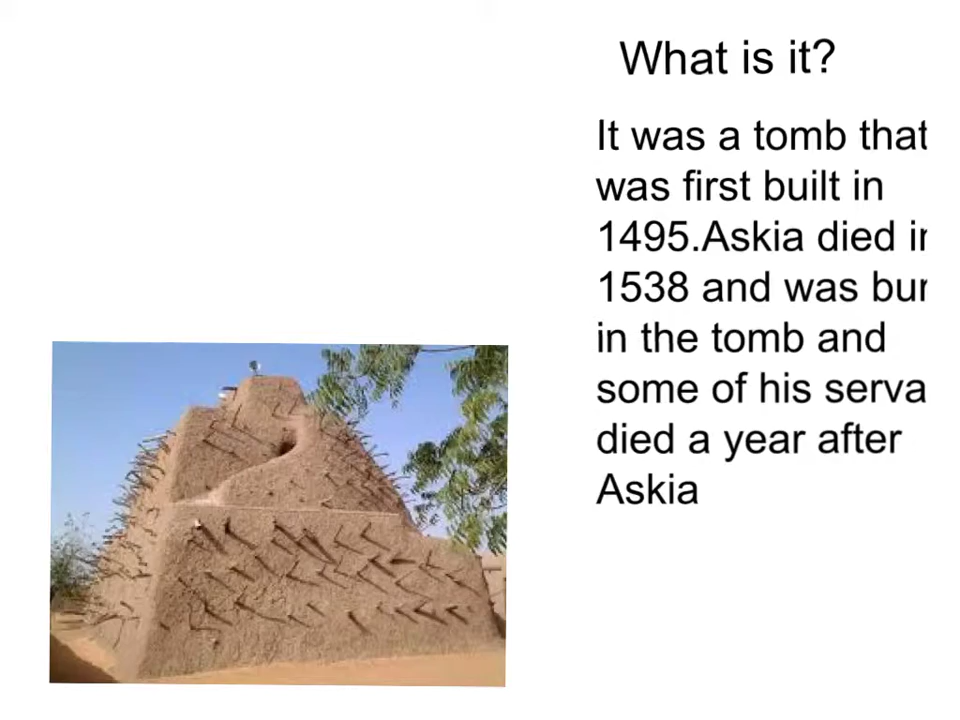 What is it?
It was a tomb that
was first built in
1495.Askia died in
1538 and was bur
in the tomb and
some of his serva
died a year after
Askia